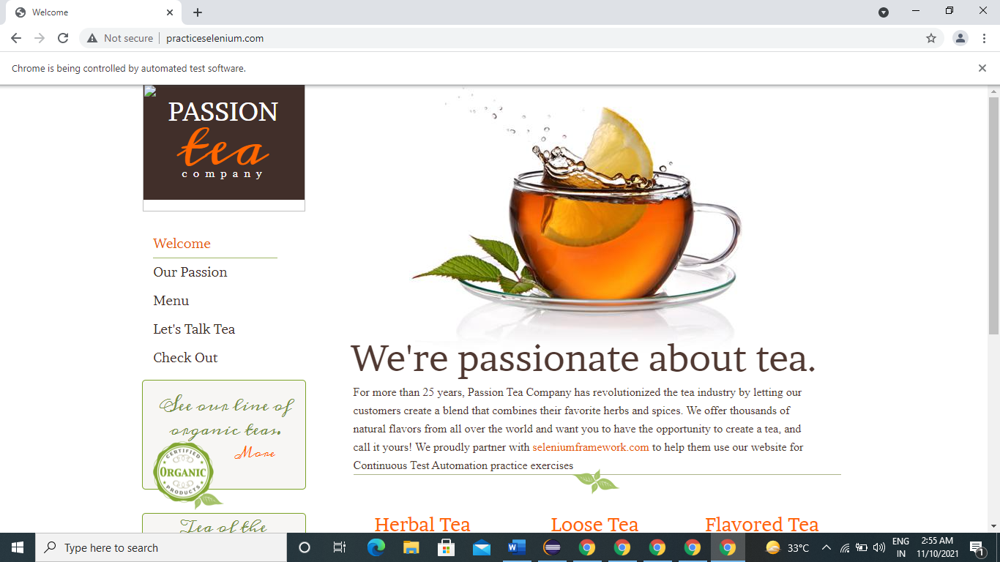 Welcome
Not secure
practiceselenium.com
Chrome is being controlled by automated test software.
PASSION
tea
company
Welcome
Our Passion
Menu
Let's Talk Tea
Check Out
See our line of
organic teas.
More
CERTIFIED
ORGANIC
PRODUCTS
Tea of the
We're passionate about tea.
For more than 25 years, Passion Tea Company has revolutionized the tea industry by letting our
customers create a blend that combines their favorite herbs and spices. We offer thousands of
natural flavors from all over the world and want you to have the opportunity to create a tea, and
call it yours! We proudly partner with seleniumframework.com to help them use our website for
Continuous Test Automation practice exercises
Herbal Tea
Loose Tea
Flavored Tea
Type here to search
33°C
ENG
IN
2:55 AM
11/10/2021
1